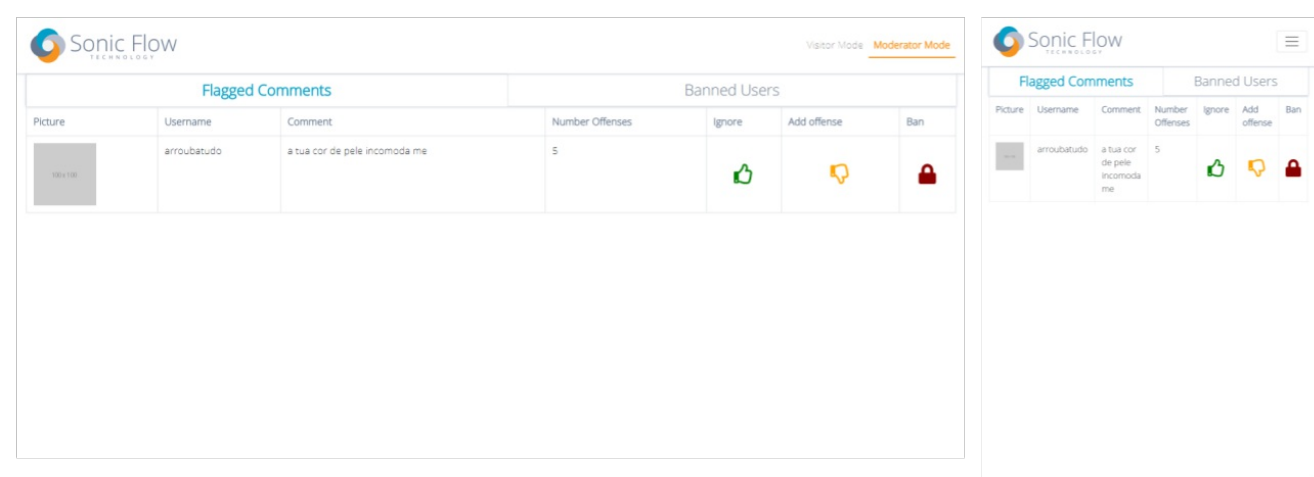 Sonic Flow
TECHNOLOGY
Visitor Mode Moderator Mode
Flagged Comments Banned Users
Picture Username Comment Number Offenses Ignore Add offense Ban
arroubatudo a tua cor de pele incomoda me 5
Sonic Flow
TECHNOLOGY
Flagged Comments Banned Users
Picture Username Comment Number Ignore Add Ban
Offenses offense
arroubatudo a tua cor 5
de pele
incomoda
me